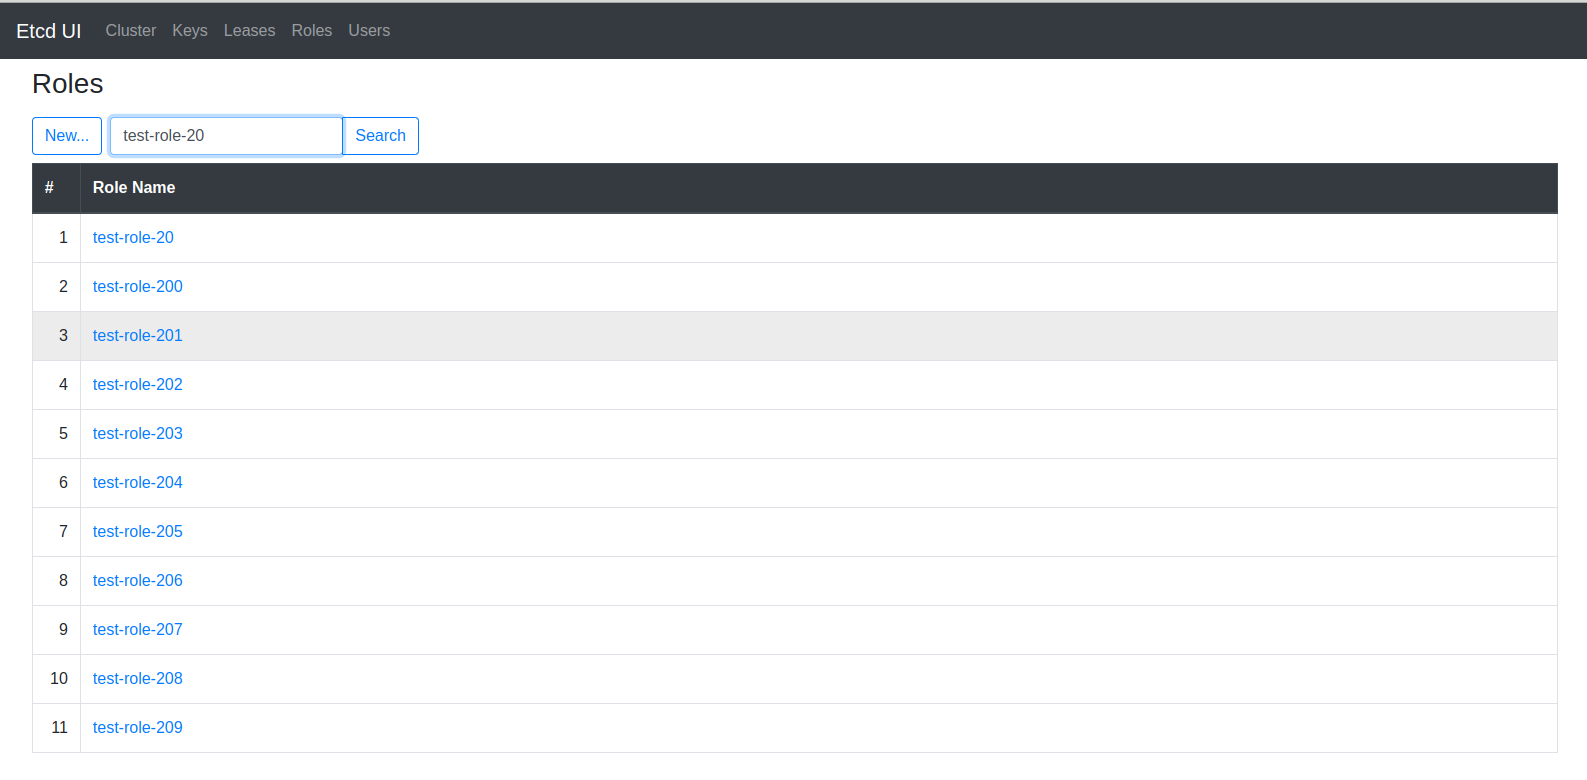 Etcd UI Cluster Keys Leases Roles Users
Roles
New... test-role-20 Search
# Role Name
1 test-role-20
2 test-role-200
3 test-role-201
4 test-role-202
5 test-role-203
6 test-role-204
7 test-role-205
8 test-role-206
9 test-role-207
10 test-role-208
11 test-role-209